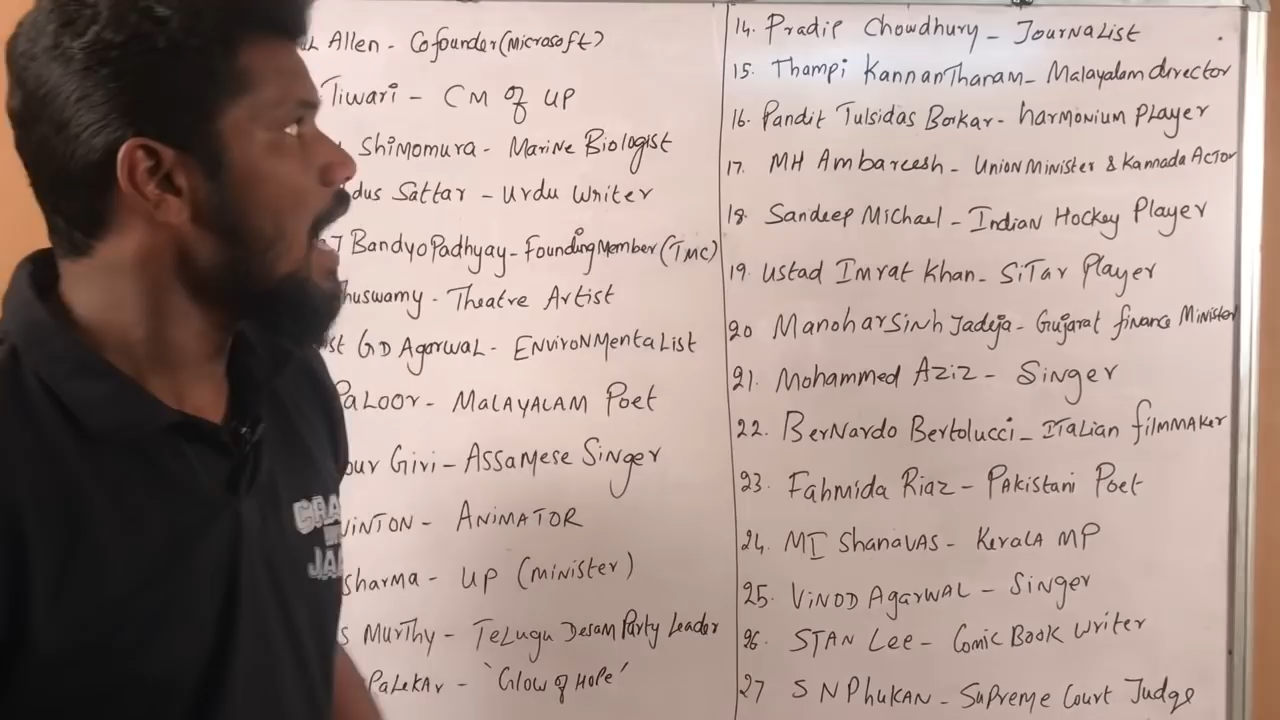 Allen - Cofounder (Microsoft)
Tiwari - CM of UP
Shimomura - Marine Biologist
Sattar - Urdu Writer
Bandyopadhyay - Founding Member (TMC)
Theatre Artist
GD Agarwal - Environmentalist
Paloor - Malayalam Poet
Giri - Assamese Singer
Animator
Sharma - UP (Minister)
S Murthy - Telugu Desam Party Leader
Palekar - 'Glow of Hope'
14. Pradip Chowdhury - Journalist
15. Thampi Kannanthanam - Malayalam director
16. Pandit Tulsidas Borkar - harmonium Player
17. MH Ambareesh - Union Minister & Kannada Actor
18. Sandeep Michael - Indian Hockey Player
19. Ustad Imrat Khan - Sitar Player
20 Manoharsinh Jadeja - Gujarat finance Minister
21. Mohammed Aziz - Singer
22. Bernardo Bertolucci - Italian filmmaker
23. Fahmida Riaz - Pakistani Poet
24. MI Shanavas - Kerala MP
25. Vinod Agarwal - Singer
26. Stan Lee - Comic Book Writer
27 S N Phukan - Supreme Court Judge